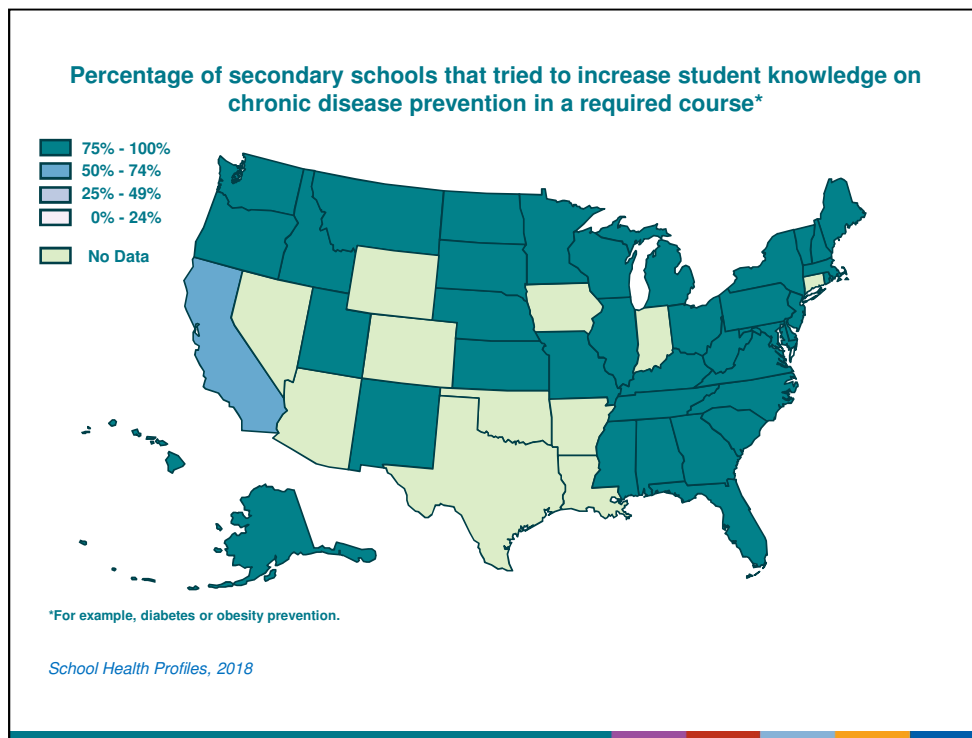 Percentage of secondary schools that tried to increase student knowledge on
chronic disease prevention in a required course*
75% - 100%
50% - 74%
25% - 49%
0% - 24%
No Data
*For example, diabetes or obesity prevention.
School Health Profiles, 2018